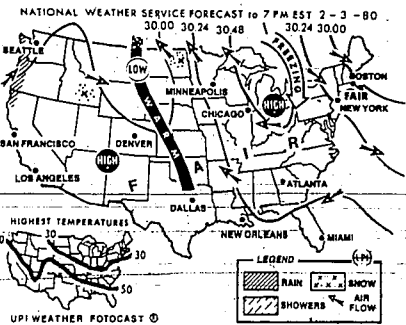 NATIONAL WEATHER SERVICE FORECAST to 7 PM EST 2 - 3 - 80
30.00 30.24 30.48 30.24 30.00
SEATTLE
FREEZING
LOW
BOSTON
MINNEAPOLIS
FAIR
HIGH
NEW YORK
CHICAGO
WARM
SAN FRANCISCO
DENVER
HIGH
F A I R
LOS ANGELES
ATLANTA
DALLAS
HIGHEST TEMPERATURES
NEW ORLEANS
MIAMI
30
30
50
LEGEND
RAIN
SNOW
SHOWERS
AIR FLOW
UPI WEATHER FOTOCAST ®